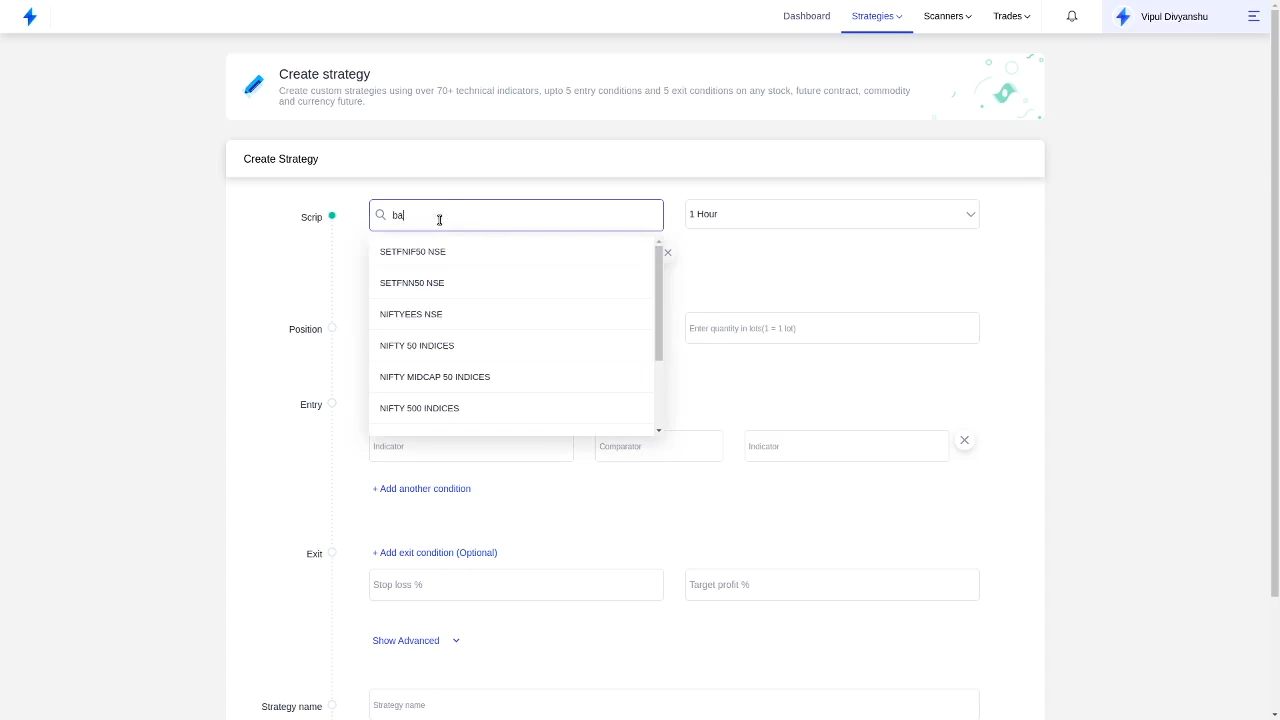 Dashboard Strategies Scanners Trades Vipul Divyanshu
Create strategy
Create custom strategies using over 70+ technical indicators, upto 5 entry conditions and 5 exit conditions on any stock, future contract, commodity
and currency future.
Create Strategy
Scrip ba 1 Hour
SETFNIF50 NSE
SETFNN50 NSE
NIFTYEES NSE
Position Enter quantity in lots(1 = 1 lot)
NIFTY 50 INDICES
NIFTY MIDCAP 50 INDICES
Entry NIFTY 500 INDICES
Indicator Comparator Indicator
+ Add another condition
Exit + Add exit condition (Optional)
Stop loss % Target profit %
Show Advanced
Strategy name Strategy name